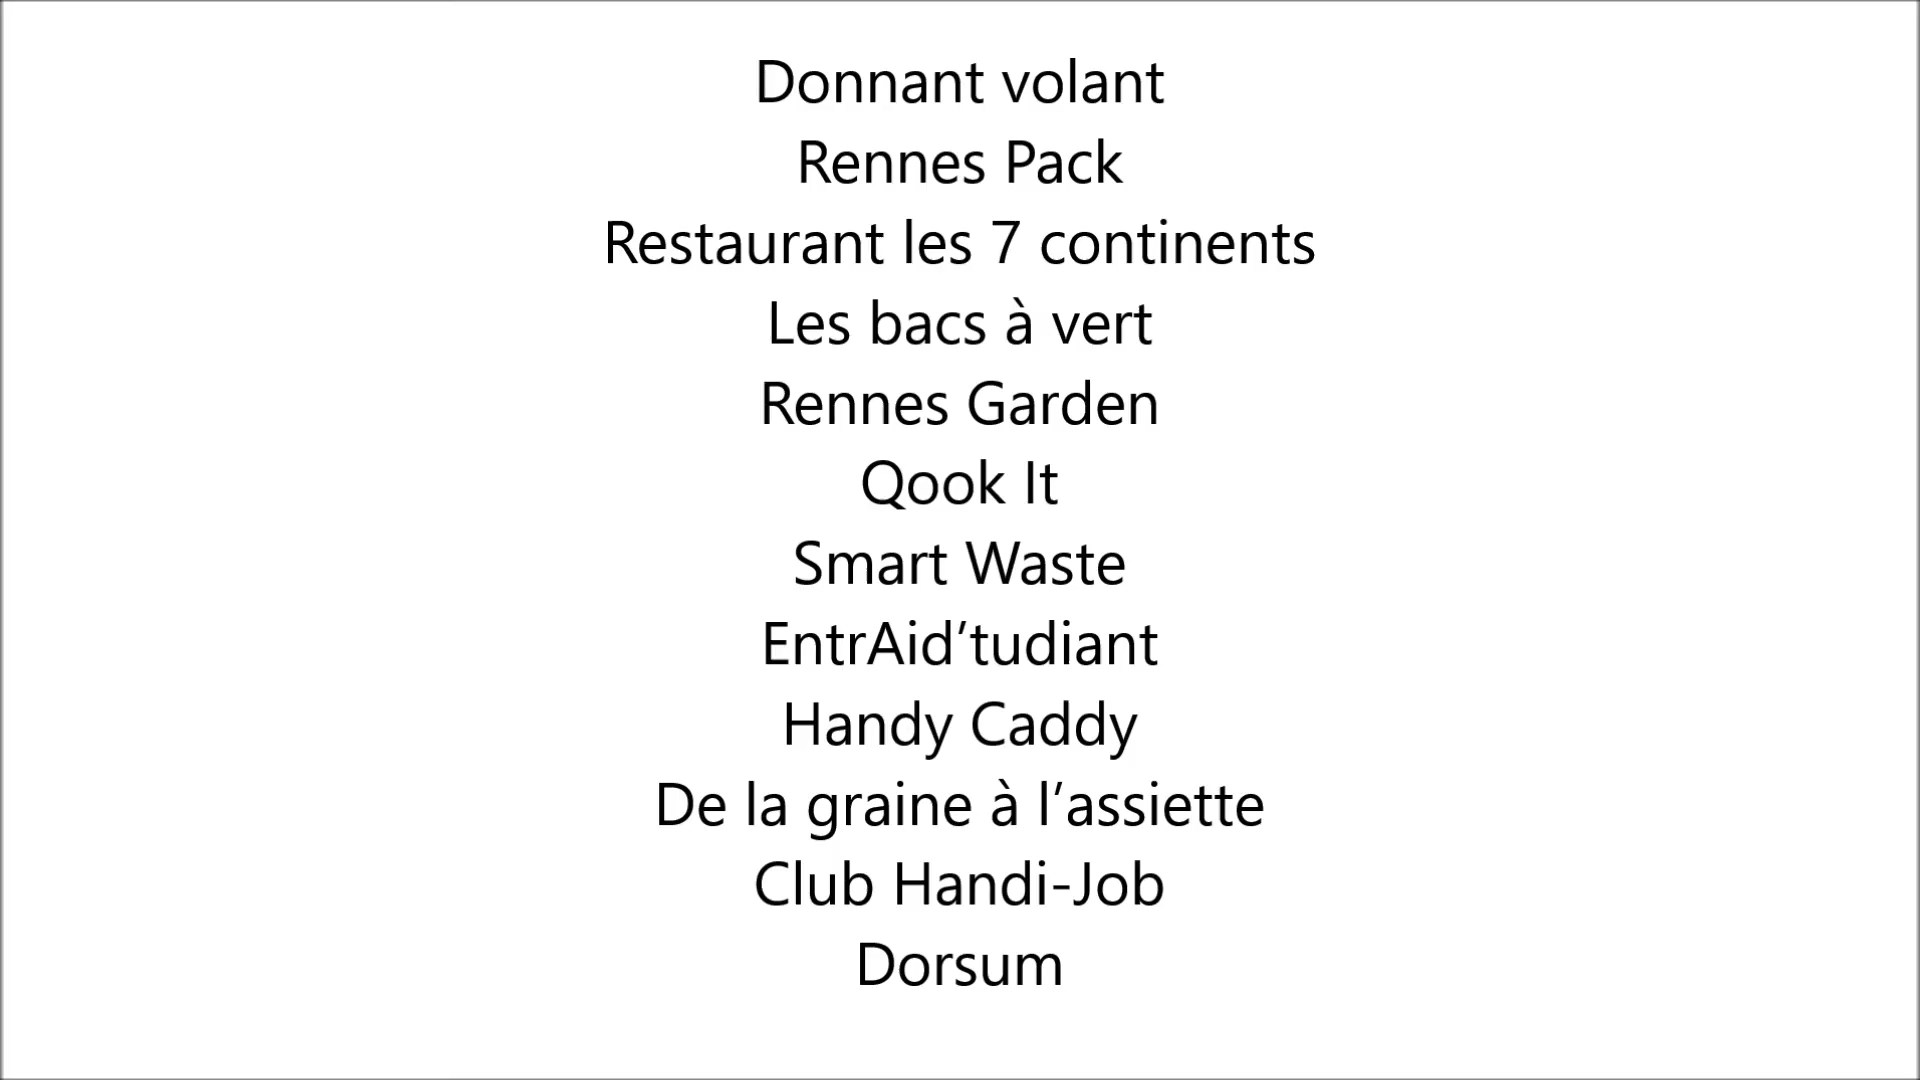 Donnant volant
Rennes Pack
Restaurant les 7 continents
Les bacs à vert
Rennes Garden
Qook It
Smart Waste
EntrAid’tudiant
Handy Caddy
De la graine à l’assiette
Club Handi-Job
Dorsum